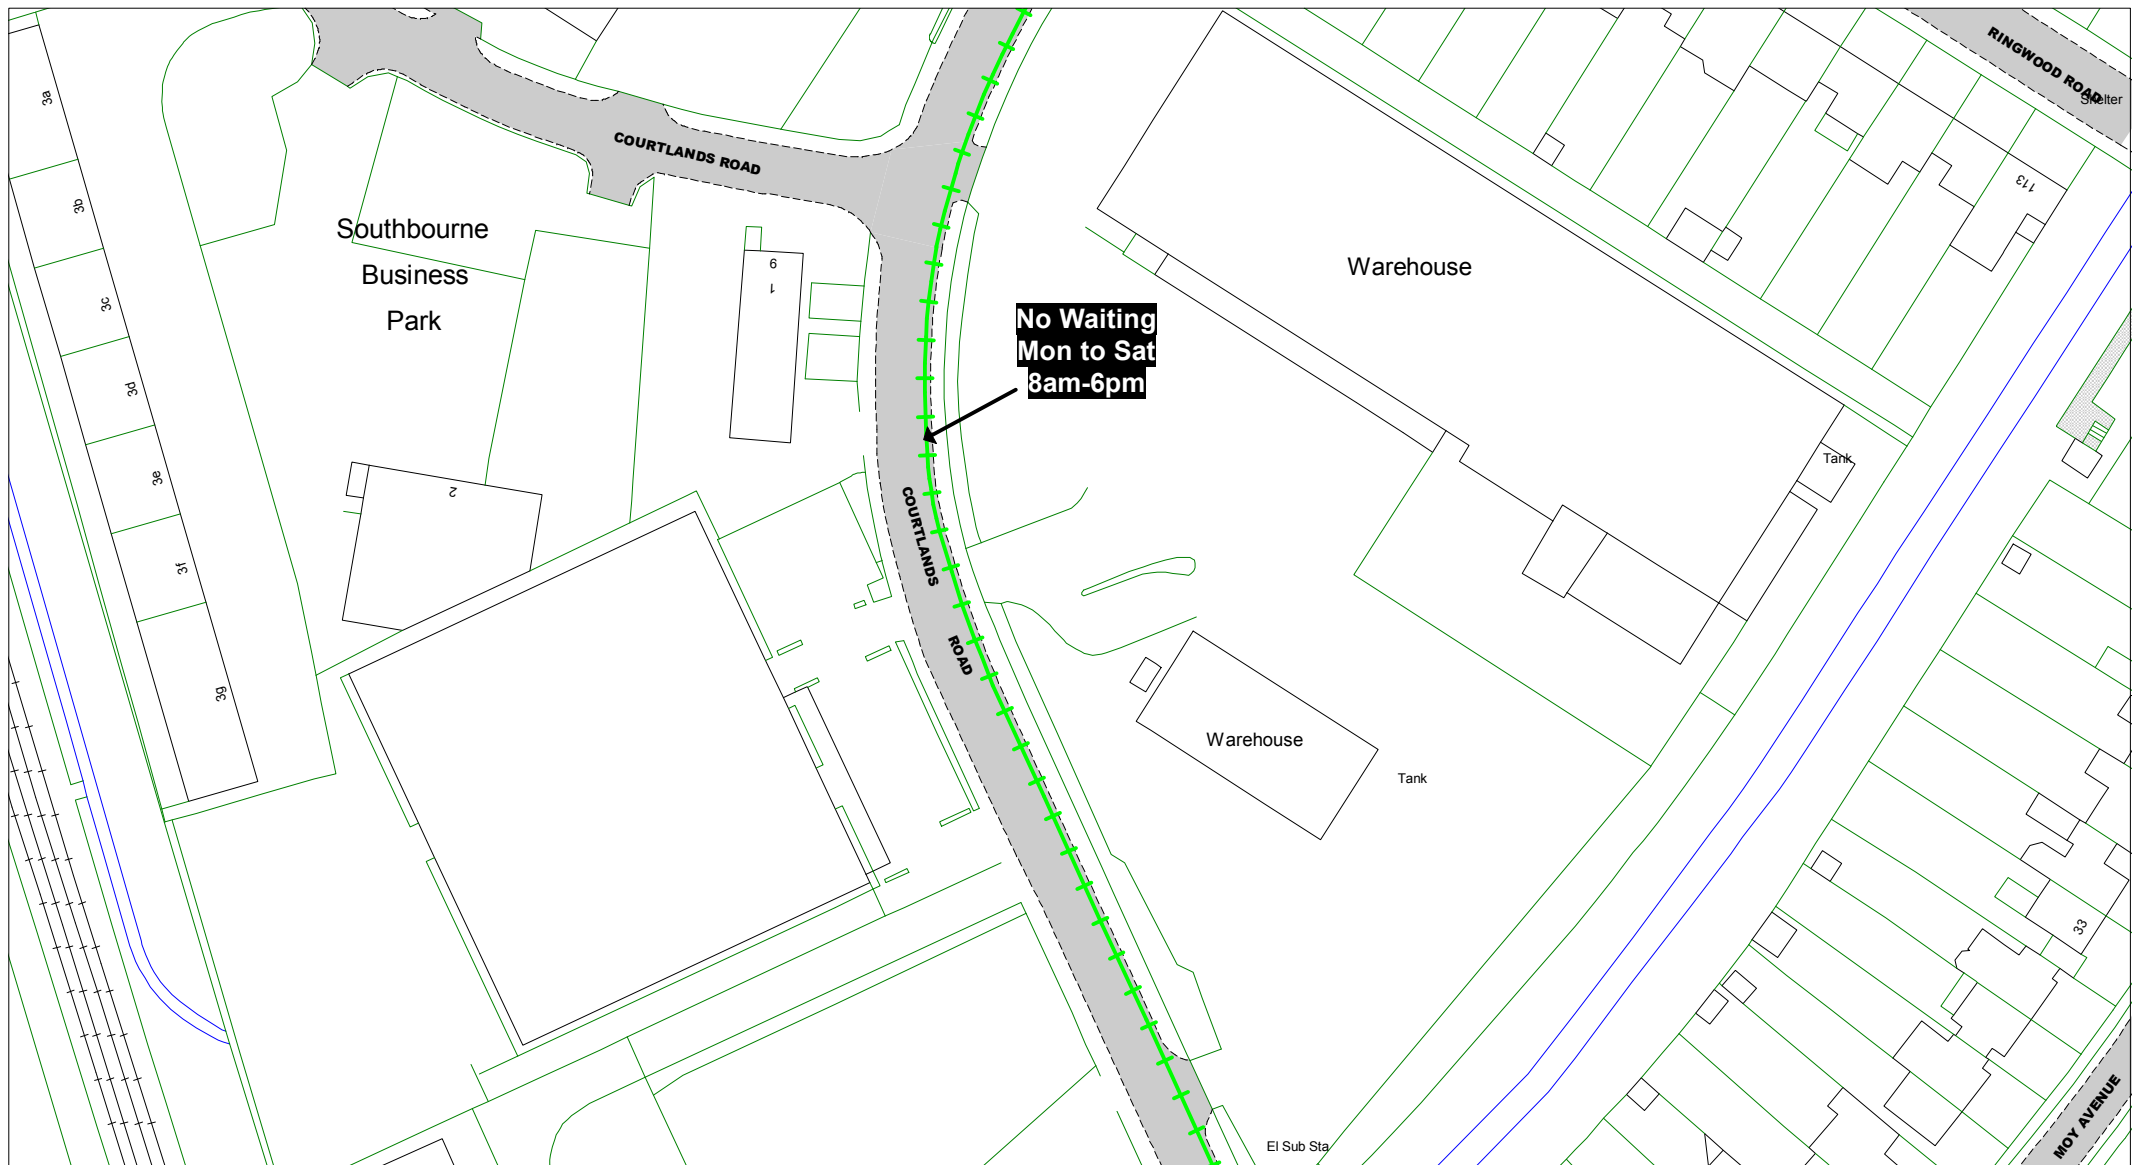 RINGWOOD ROAD
Shelter
3a
COURTLANDS ROAD
113
3b
Southbourne
Business
Park
9
1
Warehouse
3c
No Waiting
Mon to Sat
8am-6pm
3d
Tank
3e
2
COURTLANDS
ROAD
3f
3g
Warehouse
Tank
33
MOY AVENUE
El Sub Sta